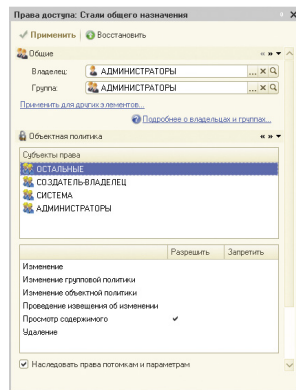 Права доступа: Стали общего назначения
Применить Восстановить
Общие
Владелец: АДМИНИСТРАТОРЫ
Группа: АДМИНИСТРАТОРЫ
Применить для других элементов...
Подробнее о владельцах и группах...
Объектная политика
Субъекты права
ОСТАЛЬНЫЕ
СОЗДАТЕЛЬ-ВЛАДЕЛЕЦ
СИСТЕМА
АДМИНИСТРАТОРЫ
Разрешить Запретить
Изменение
Изменение групповой политики
Изменение объектной политики
Проведение извещения об изменении
Просмотр содержимого
Удаление
Наследовать права потомкам и параметрам